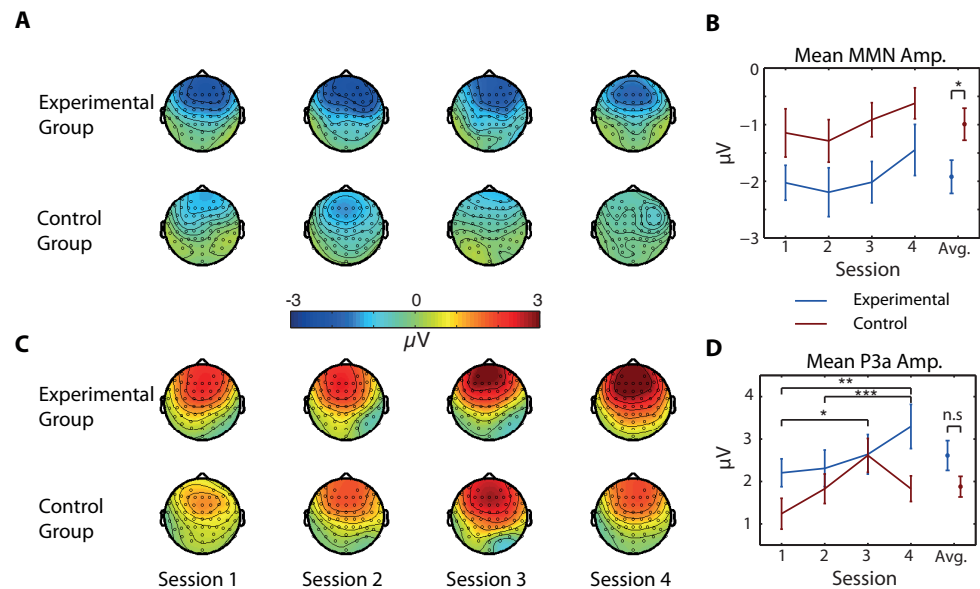 A
Experimental
Group
Control
Group
-3 0 3
µV
B
Mean MMN Amp.
0
−1
−2
−3
µV
*
1 2 3 4 Avg.
Session
Experimental
Control
C
Experimental
Group
Control
Group
Session 1 Session 2 Session 3 Session 4
D
Mean P3a Amp.
4
3
2
1
µV
**
***
*
n.s
1 2 3 4 Avg.
Session